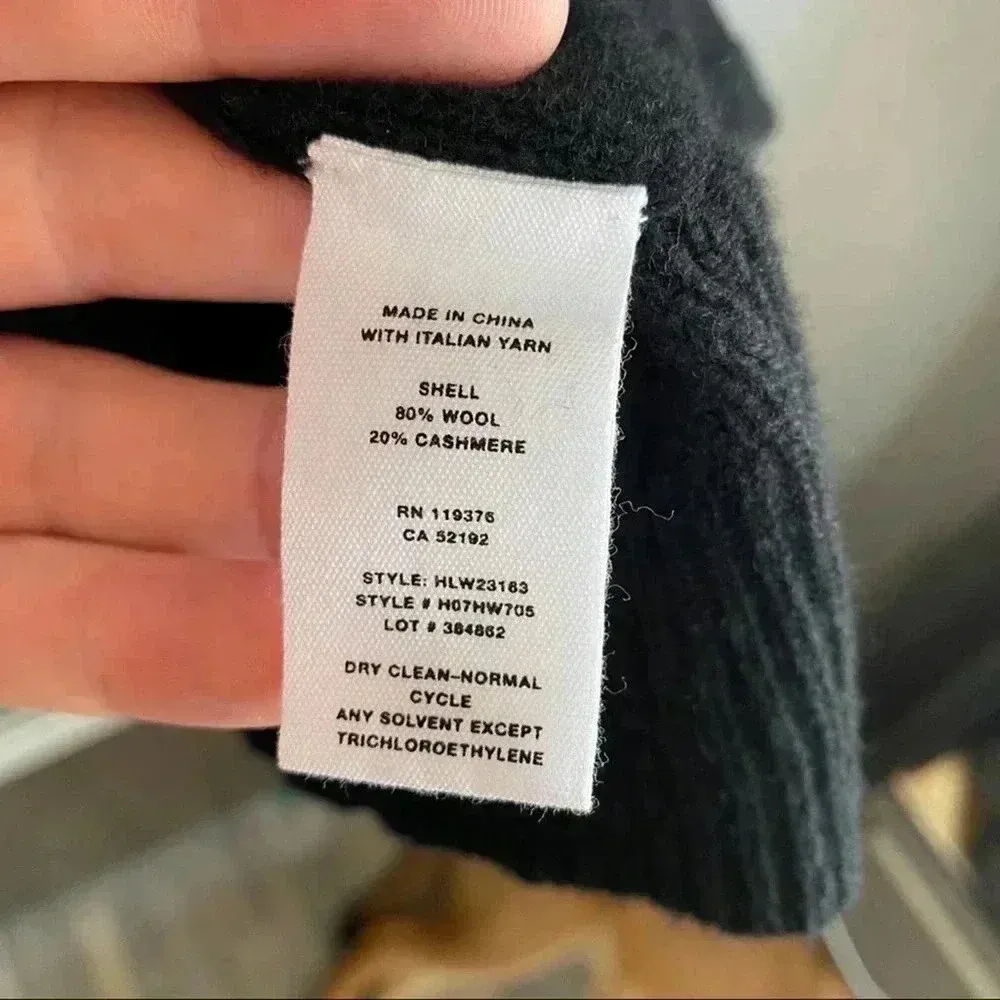 MADE IN CHINA
WITH ITALIAN YARN
SHELL
80% WOOL
20% CASHMERE
RN 119376
CA 52192
STYLE: HLW23183
STYLE # H07HW705
LOT # 384862
DRY CLEAN–NORMAL
CYCLE
ANY SOLVENT EXCEPT
TRICHLOROETHYLENE